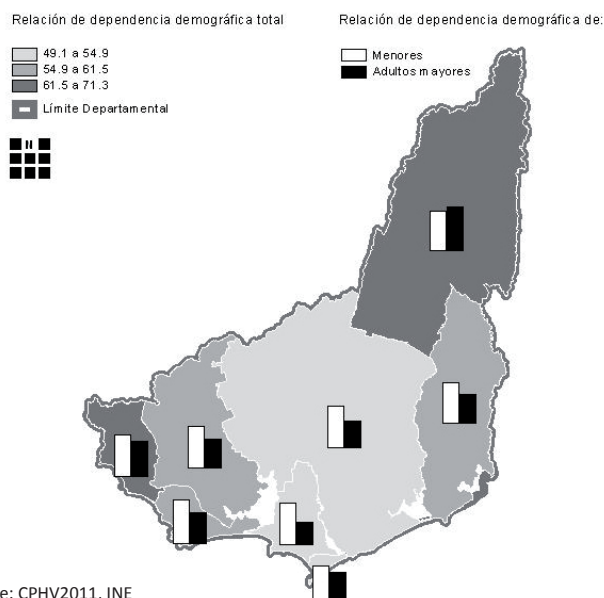 Relación de dependencia demográfica total
49.1 a 54.9
54.9 a 61.5
61.5 a 71.3
Límite Departamental
N
Relación de dependencia demográfica de:
Menores
Adultos mayores
e: CPHV2011, INE